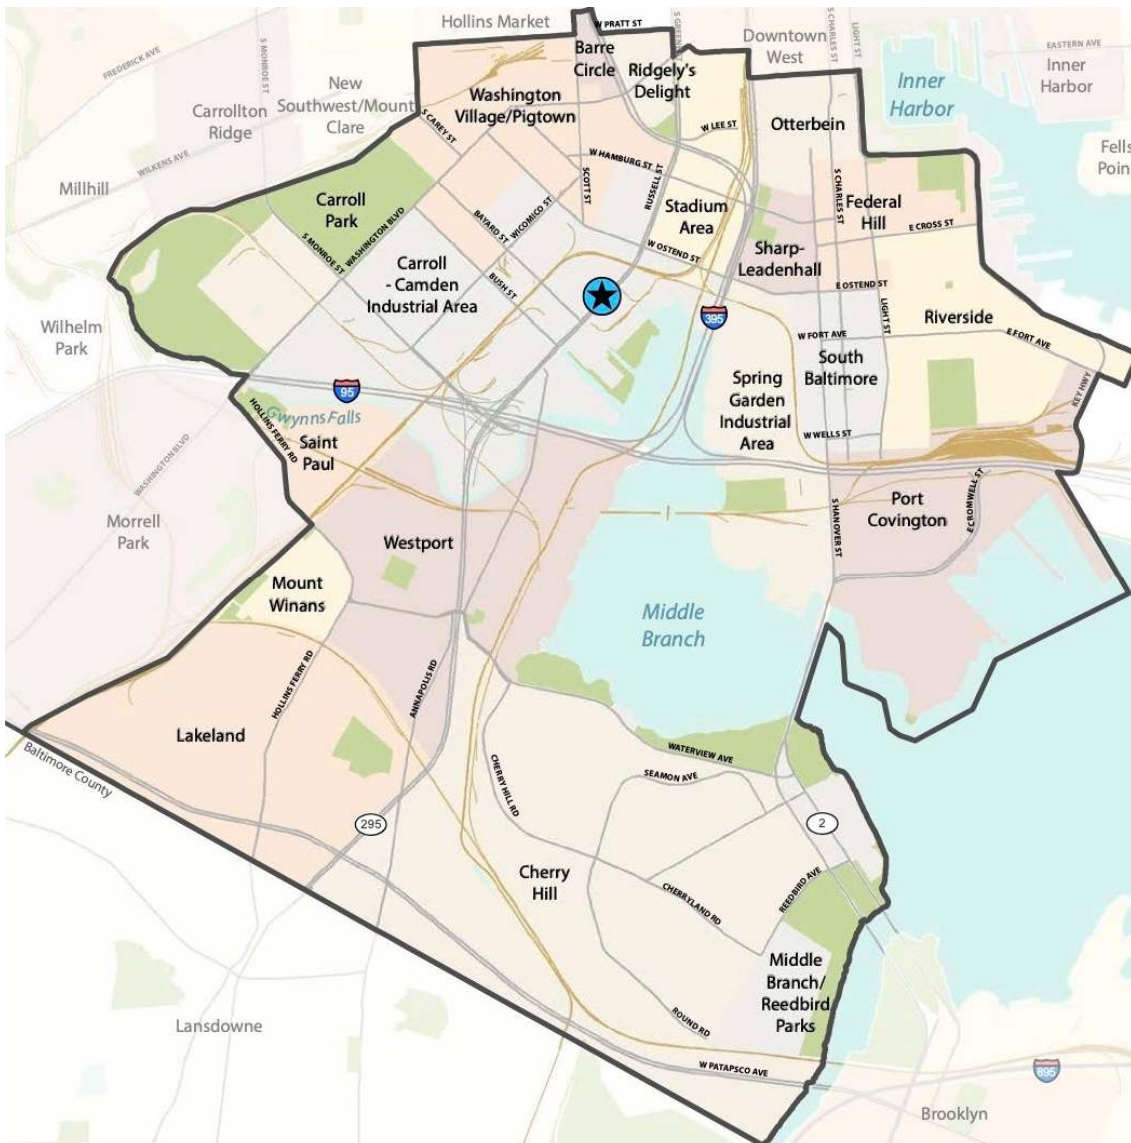 Hollins Market
W PRATT ST
S GREENE ST
Downtown
West
S CHARLES ST
LIGHT ST
EASTERN AVE
Inner
Harbor
Inner
Harbor
FREDERICK AVE
S MONROE ST
Barre
Circle
Ridgely's
Delight
New
Southwest/Mount
Clare
Carrollton
Ridge
Washington
Village/Pigtown
S CAREY ST
W LEE ST
Otterbein
Fells
Point
WILKENS AVE
Millhill
W HAMBURG ST
SCOTT ST
RUSSELL ST
S CHARLES ST
Federal
Hill
E CROSS ST
Carroll
Park
WASHINGTON BLVD
S MONROE ST
BAYARD ST
WICOMICO ST
Stadium
Area
W OSTEND ST
Sharp-
Leadenhall
Carroll
- Camden
Industrial Area
BUSH ST
E OSTEND ST
LIGHT ST
Riverside
395
Wilhelm
Park
W FORT AVE
E FORT AVE
South
Baltimore
Spring
Garden
Industrial
Area
KEY HWY
95
Gwynns Falls
HOLLINS FERRY RD
Saint
Paul
W WELLS ST
WASHINGTON BLVD
Morrell
Park
Westport
S HANOVER ST
Port
Covington
E CROMWELL ST
Mount
Winans
Middle
Branch
HOLLINS FERRY RD
ANNAPOLIS RD
Lakeland
Baltimore County
WATERVIEW AVE
SEAMON AVE
CHERRY HILL RD
295
2
Cherry
Hill
CHERRYLAND RD
REEDBIRD AVE
Middle
Branch/
Reedbird
Parks
ROUND RD
Lansdowne
W PATAPSCO AVE
895
Brooklyn